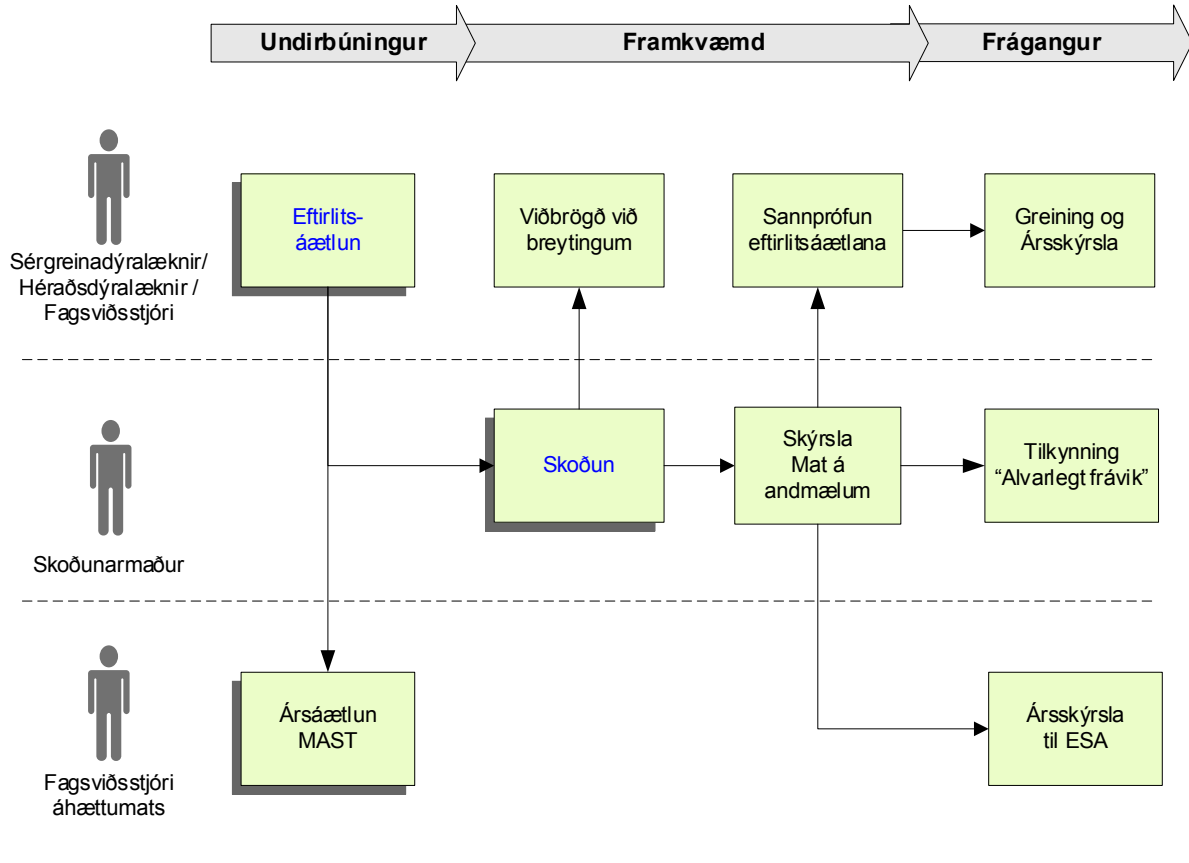 Undirbúningur
Framkvæmd
Frágangur
Sérgreinadýralæknir/
Héraðsdýralæknir /
Fagsviðsstjóri
Eftirlits-
áætlun
Viðbrögð við
breytingum
Sannprófun
eftirlitsáætlana
Greining og
Ársskýrsla
Skoðunarmaður
Skoðun
Skýrsla
Mat á
andmælum
Tilkynning
“Alvarlegt frávik”
Fagsviðsstjóri
áhættumats
Ársáætlun
MAST
Ársskýrsla
til ESA